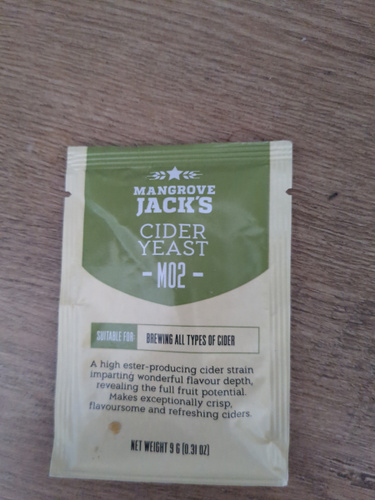 MANGROVE
JACK'S
CIDER
YEAST
- M02 -
SUITABLE FOR: BREWING ALL TYPES OF CIDER
A high ester-producing cider strain
imparting wonderful flavour depth,
revealing the full fruit potential.
Makes exceptionally crisp,
flavoursome and refreshing ciders.
NET WEIGHT 9 G (0.31 OZ)